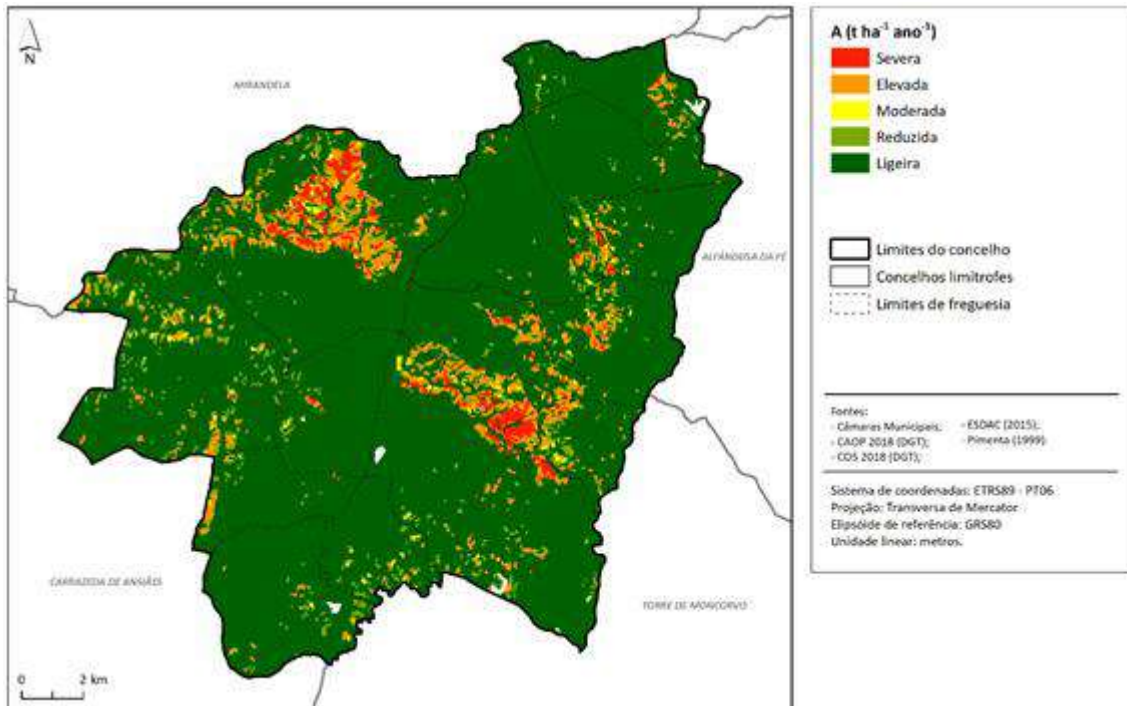 N
MIRANDELA
ALFÂNDEGA DA FÉ
CARRAZEDA DE ANSIÃES
TORRE DE MONCORVO
0 2 km
A (t ha⁻¹ ano⁻¹)
Severa
Elevada
Moderada
Reduzida
Ligeira
Limites do concelho
Concelhos limítrofes
Limites de freguesia
Fontes:
- Câmaras Municipais; - ESDAC (2015);
- CAOP 2018 (DGT); - Pimenta (1999)
- COS 2018 (DGT);
Sistema de coordenadas: ETRS89 - PT06
Projeção: Transversa de Mercator
Elipsóide de referência: GRS80
Unidade linear: metros.